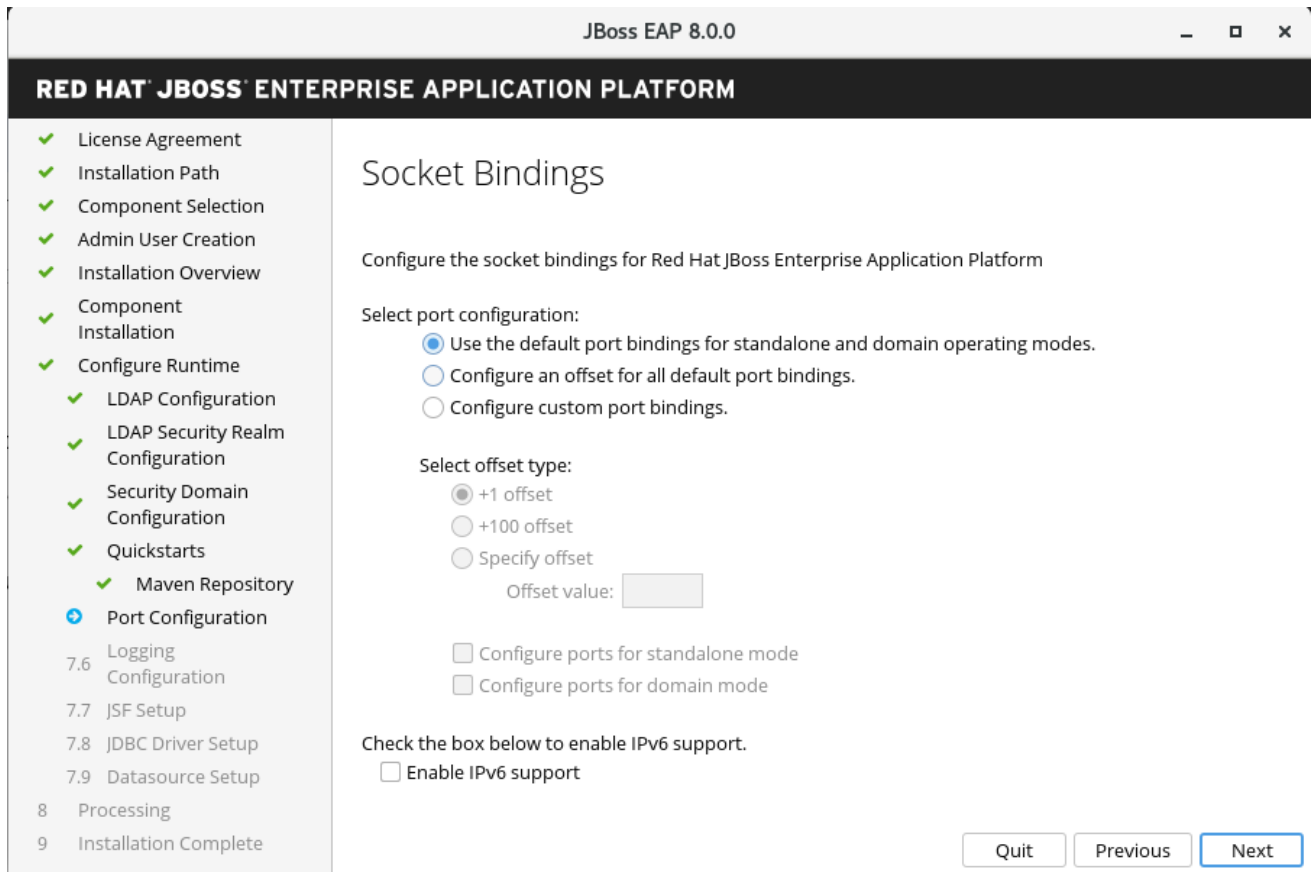 JBoss EAP 8.0.0
RED HAT JBOSS ENTERPRISE APPLICATION PLATFORM
License Agreement
Installation Path
Component Selection
Admin User Creation
Installation Overview
Component
Installation
Configure Runtime
LDAP Configuration
LDAP Security Realm
Configuration
Security Domain
Configuration
Quickstarts
Maven Repository
Port Configuration
7.6 Logging
Configuration
7.7 JSF Setup
7.8 JDBC Driver Setup
7.9 Datasource Setup
8 Processing
9 Installation Complete
Socket Bindings
Configure the socket bindings for Red Hat JBoss Enterprise Application Platform
Select port configuration:
Use the default port bindings for standalone and domain operating modes.
Configure an offset for all default port bindings.
Configure custom port bindings.
Select offset type:
+1 offset
+100 offset
Specify offset
Offset value:
Configure ports for standalone mode
Configure ports for domain mode
Check the box below to enable IPv6 support.
Enable IPv6 support
Quit Previous Next